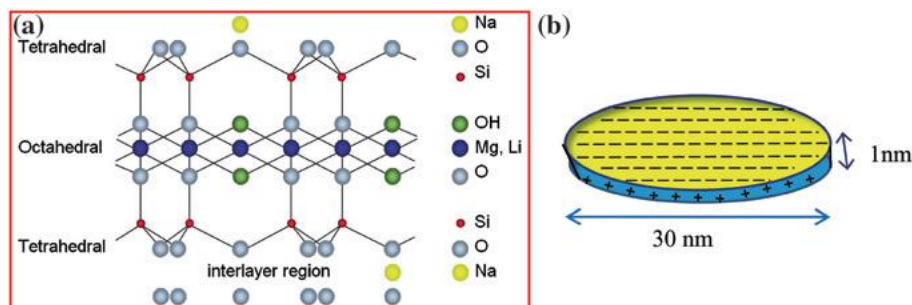 (a)
Na
Tetrahedral
O
Si
OH
Octahedral
Mg, Li
O
Si
Tetrahedral
O
interlayer region
Na
(b)
1nm
30 nm